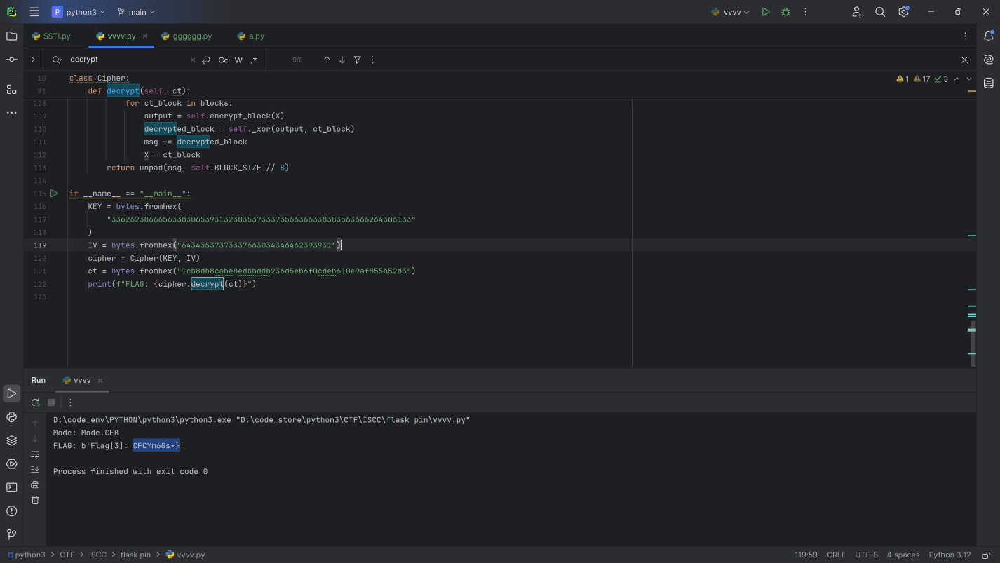 P python3 main vvvv
SSTI.py vvvv.py gggggg.py a.py
decrypt Cc W .* 9/9
10 class Cipher: 1 17 3
91 def decrypt(self, ct):
108 for ct_block in blocks:
109 output = self.encrypt_block(X)
110 decrypted_block = self._xor(output, ct_block)
111 msg += decrypted_block
112 X = ct_block
113 return unpad(msg, self.BLOCK_SIZE // 8)
114
115 if __name__ == "__main__":
116 KEY = bytes.fromhex(
117 "3362623866656338306539313238353733373566366338383563666264386133"
118 )
119 IV = bytes.fromhex("64343537373337663034346462393931")
120 cipher = Cipher(KEY, IV)
121 ct = bytes.fromhex("1cb8db8cabe8edbbddb236d5eb6f0cdeb610e9af855b52d3")
122 print(f"FLAG: {cipher.decrypt(ct)}")
123
Run vvvv
D:\code_env\PYTHON\python3\python3.exe "D:\code_store\python3\CTF\ISCC\flask pin\vvvv.py"
Mode: Mode.CFB
FLAG: b'Flag[3]: CFCYm6Gs*}'
Process finished with exit code 0
python3 > CTF > ISCC > flask pin > vvvv.py 119:59 CRLF UTF-8 4 spaces Python 3.12